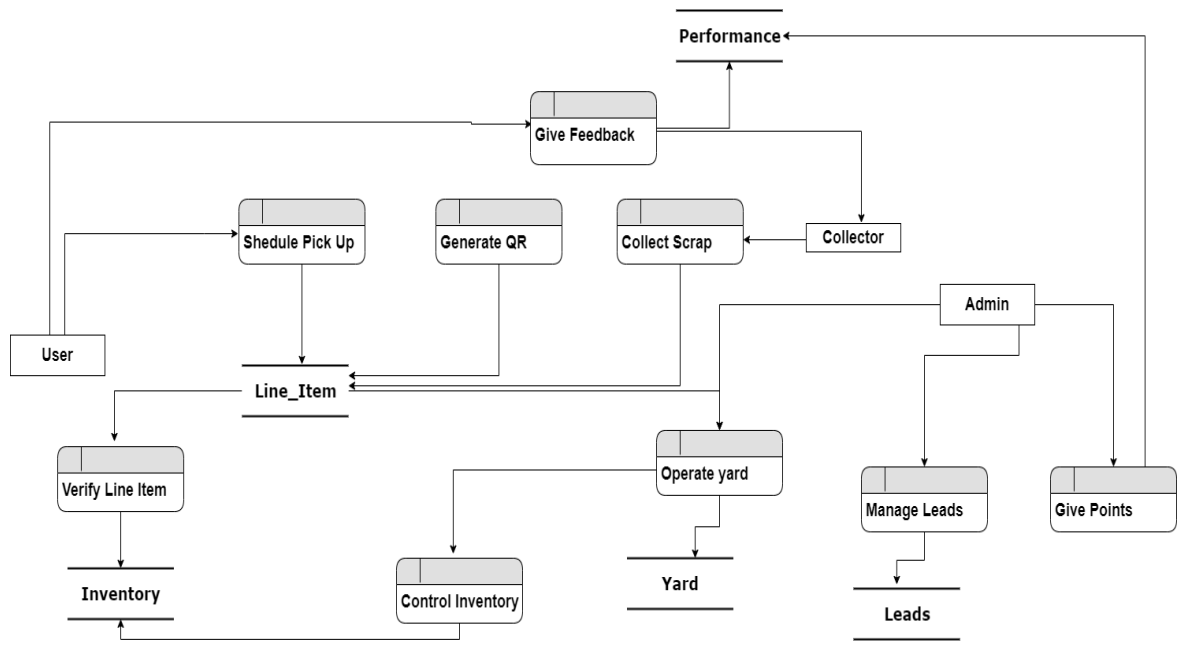 Performance
Give Feedback
Shedule Pick Up
Generate QR
Collect Scrap
Collector
Admin
User
Line_Item
Verify Line Item
Operate yard
Manage Leads
Give Points
Inventory
Control Inventory
Yard
Leads